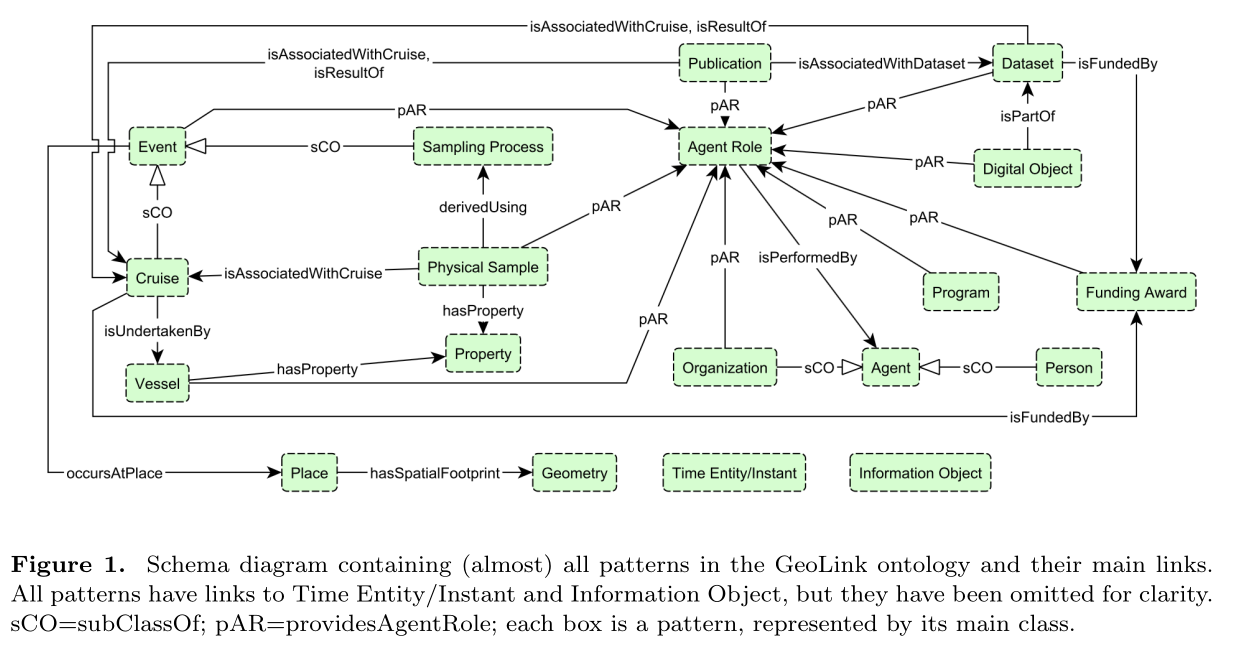 isAssociatedWithCruise, isResultOf
isAssociatedWithCruise,
isResultOf
Publication
isAssociatedWithDataset
Dataset
isFundedBy
pAR
pAR
pAR
isPartOf
Event
sCO
Sampling Process
Agent Role
pAR
Digital Object
sCO
derivedUsing
pAR
pAR
pAR
Cruise
isAssociatedWithCruise
Physical Sample
pAR
isPerformedBy
Program
Funding Award
isUndertakenBy
hasProperty
pAR
Property
Vessel
hasProperty
Organization
sCO
Agent
sCO
Person
isFundedBy
occursAtPlace
Place
hasSpatialFootprint
Geometry
Time Entity/Instant
Information Object
Figure 1. Schema diagram containing (almost) all patterns in the GeoLink ontology and their main links.
All patterns have links to Time Entity/Instant and Information Object, but they have been omitted for clarity.
sCO=subClassOf; pAR=providesAgentRole; each box is a pattern, represented by its main class.